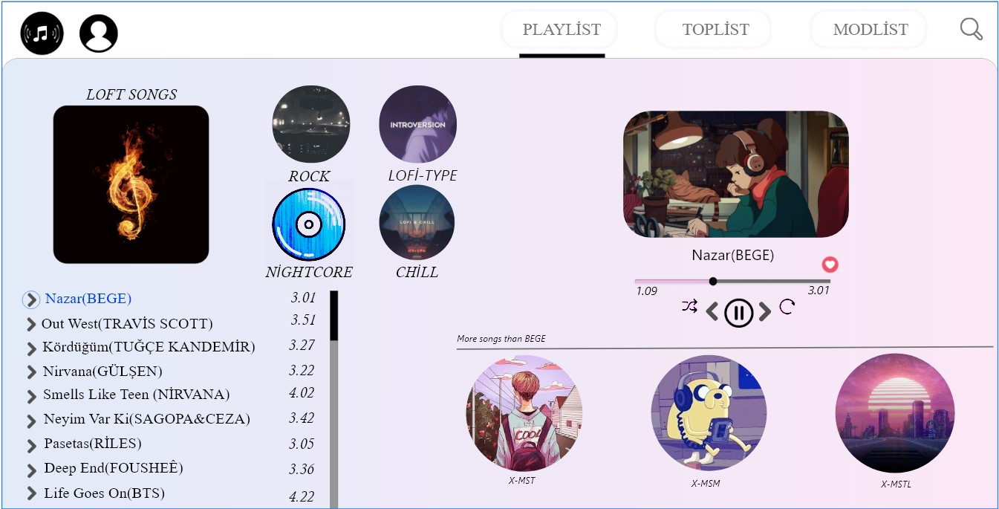 PLAYLİST TOPLİST MODLİST
LOFT SONGS
INTROVERSION
ROCK LOFİ-TYPE
LOFI & CHILL
NİGHTCORE CHİLL
Nazar(BEGE) 3.01
Out West(TRAVİS SCOTT) 3.51
Kördüğüm(TUĞÇE KANDEMİR) 3.27
Nirvana(GÜLŞEN) 3.22
Smells Like Teen (NİRVANA) 4.02
Neyim Var Ki(SAGOPA&CEZA) 3.42
Pasetas(RİLES) 3.05
Deep End(FOUSHEÊ) 3.36
Life Goes On(BTS) 4.22
Nazar(BEGE)
1.09 3.01
More songs than BEGE
COOL
X-MST X-MSM X-MSTL